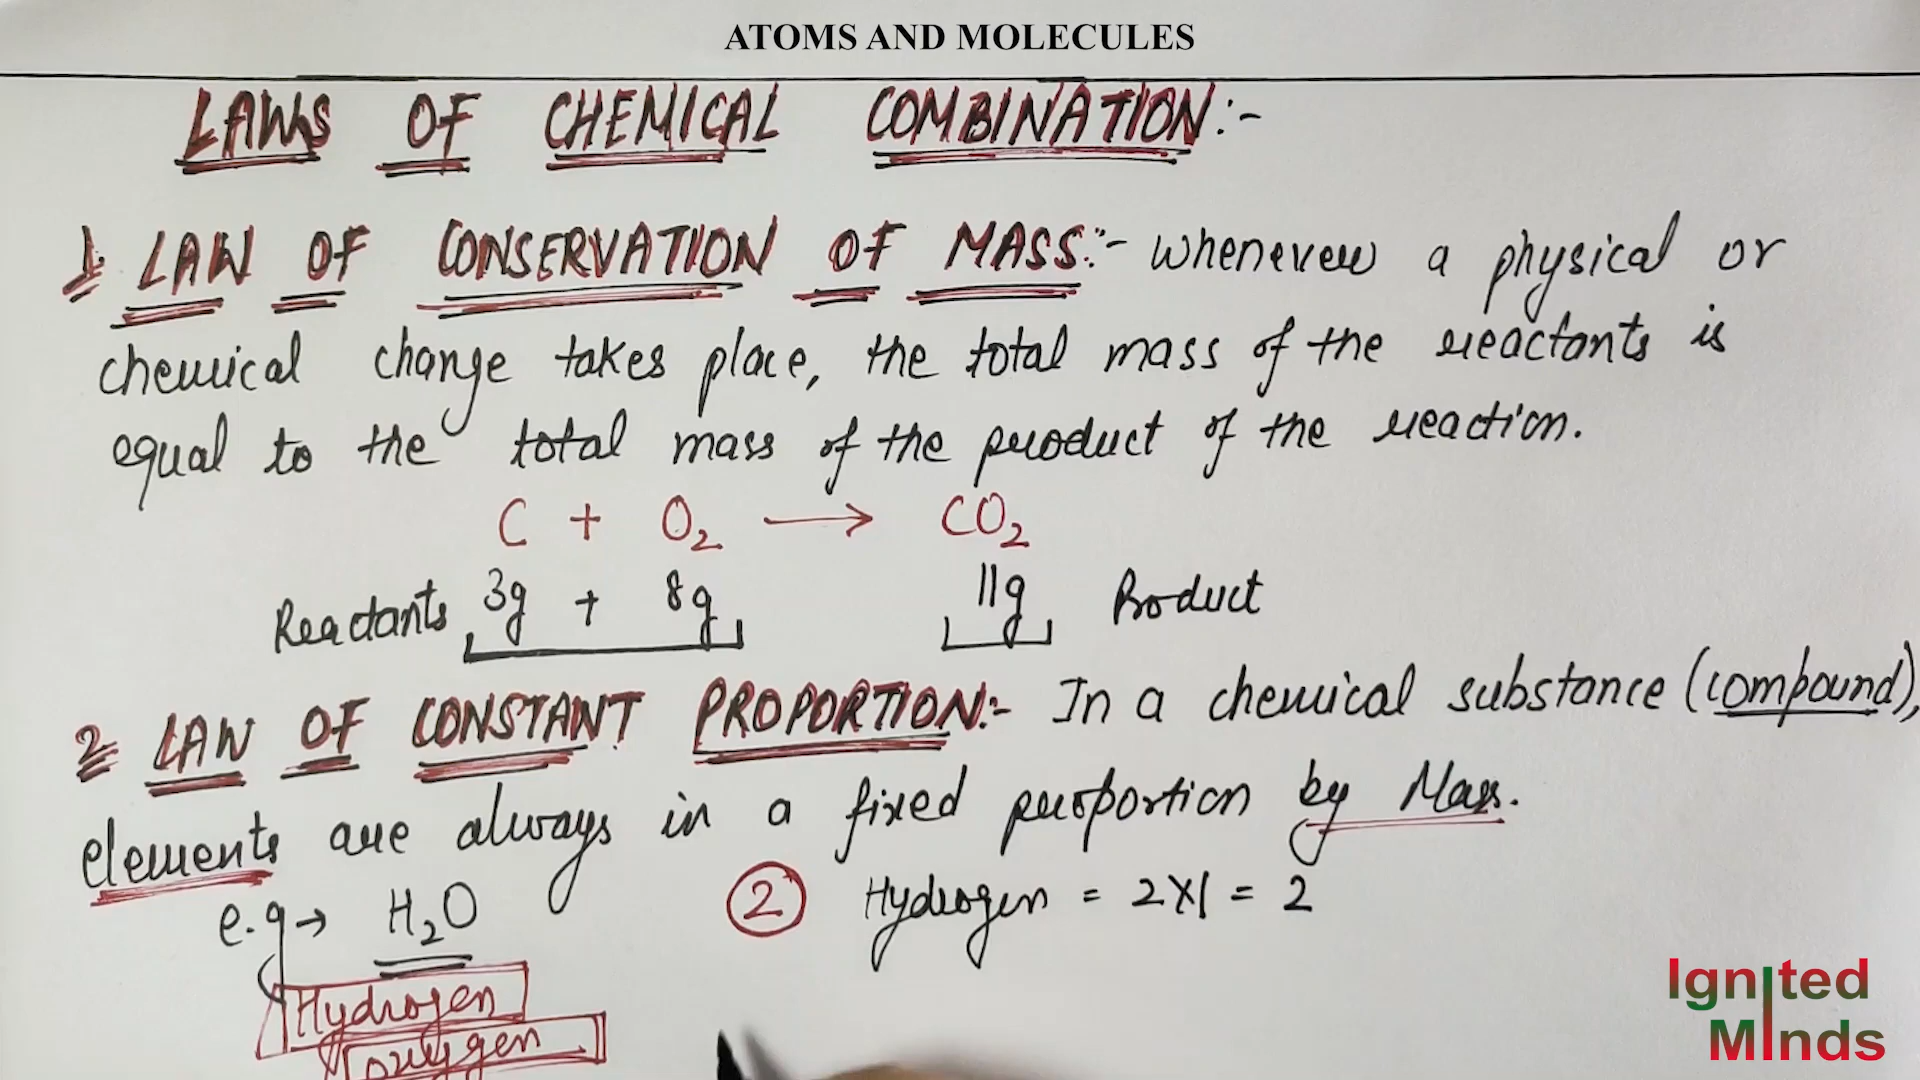 ATOMS AND MOLECULES
LAWS OF CHEMICAL COMBINATION:-
1 LAW OF CONSERVATION OF MASS:- Whenever a physical or
chemical change takes place, the total mass of the reactants is
equal to the total mass of the product of the reaction.
C + O₂ → CO₂
Reactants 3g + 8g 11g Product
2 LAW OF CONSTANT PROPORTION:- In a chemical substance (compound),
elements are always in a fixed proportion by Mass.
e.g → H₂O ② Hydrogen = 2X1 = 2
Hydrogen
oxygen
Ignited
Minds